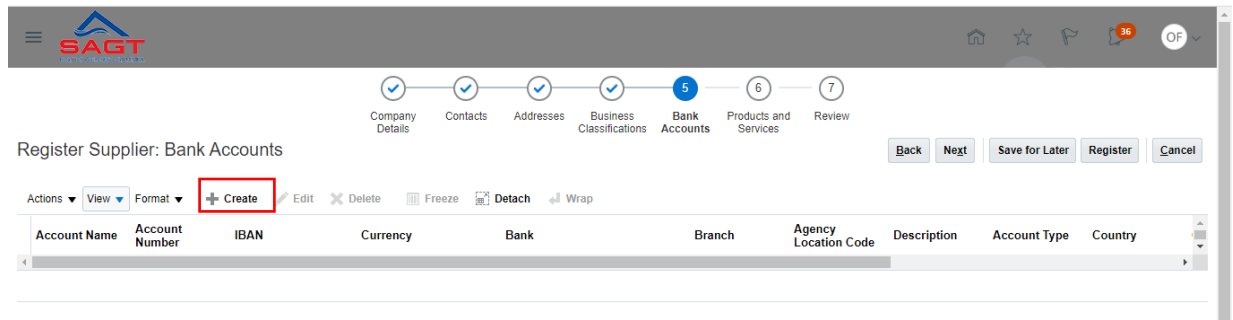 SAGT
36
OF
5
6
7
Company Details
Contacts
Addresses
Business Classifications
Bank Accounts
Products and Services
Review
Register Supplier: Bank Accounts
Back Next Save for Later Register Cancel
Actions View Format Create Edit Delete Freeze Detach Wrap
Account Name Account Number IBAN Currency Bank Branch Agency Location Code Description Account Type Country